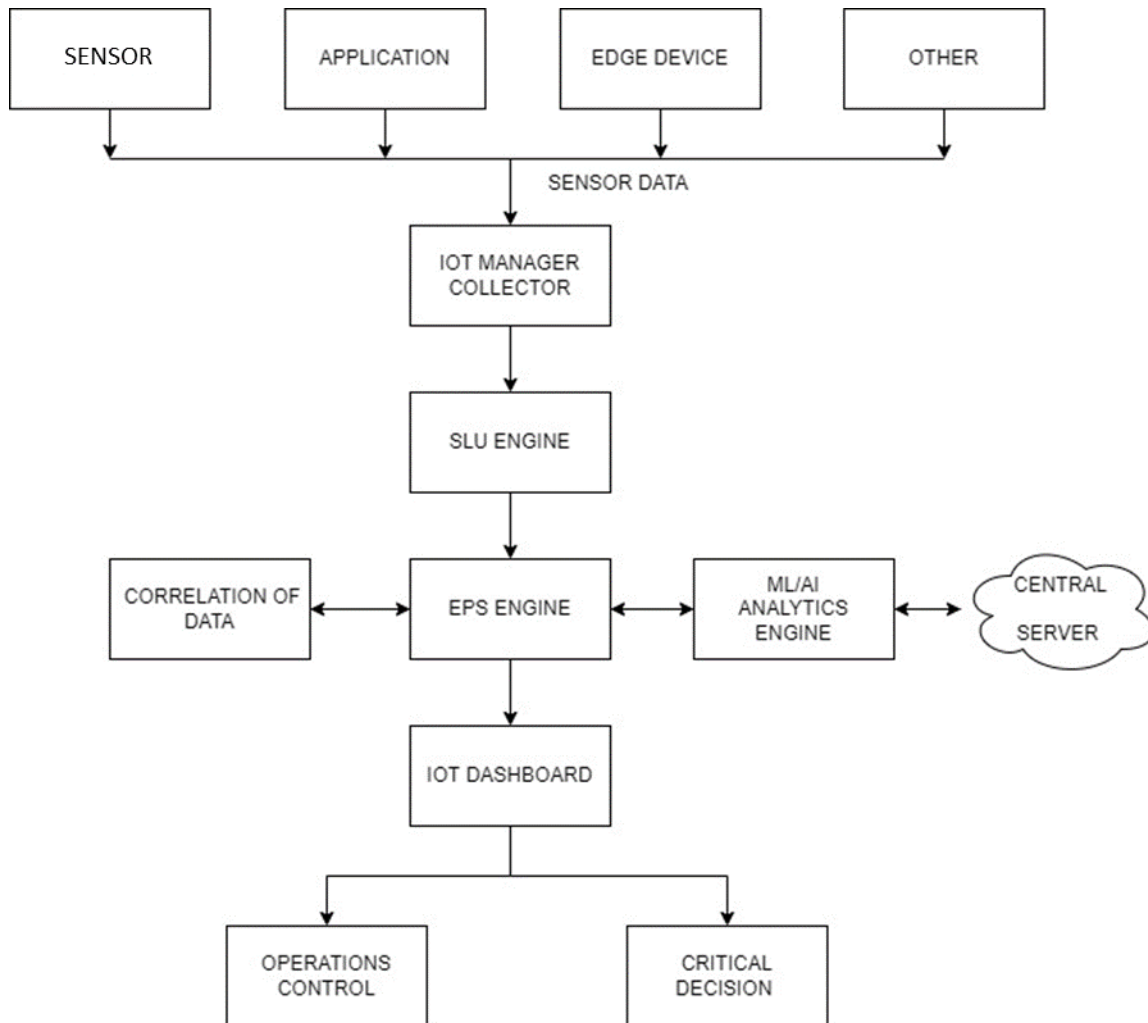 SENSOR
APPLICATION
EDGE DEVICE
OTHER
SENSOR DATA
IOT MANAGER
COLLECTOR
SLU ENGINE
CORRELATION OF
DATA
EPS ENGINE
ML/AI
ANALYTICS
ENGINE
CENTRAL
SERVER
IOT DASHBOARD
OPERATIONS
CONTROL
CRITICAL
DECISION